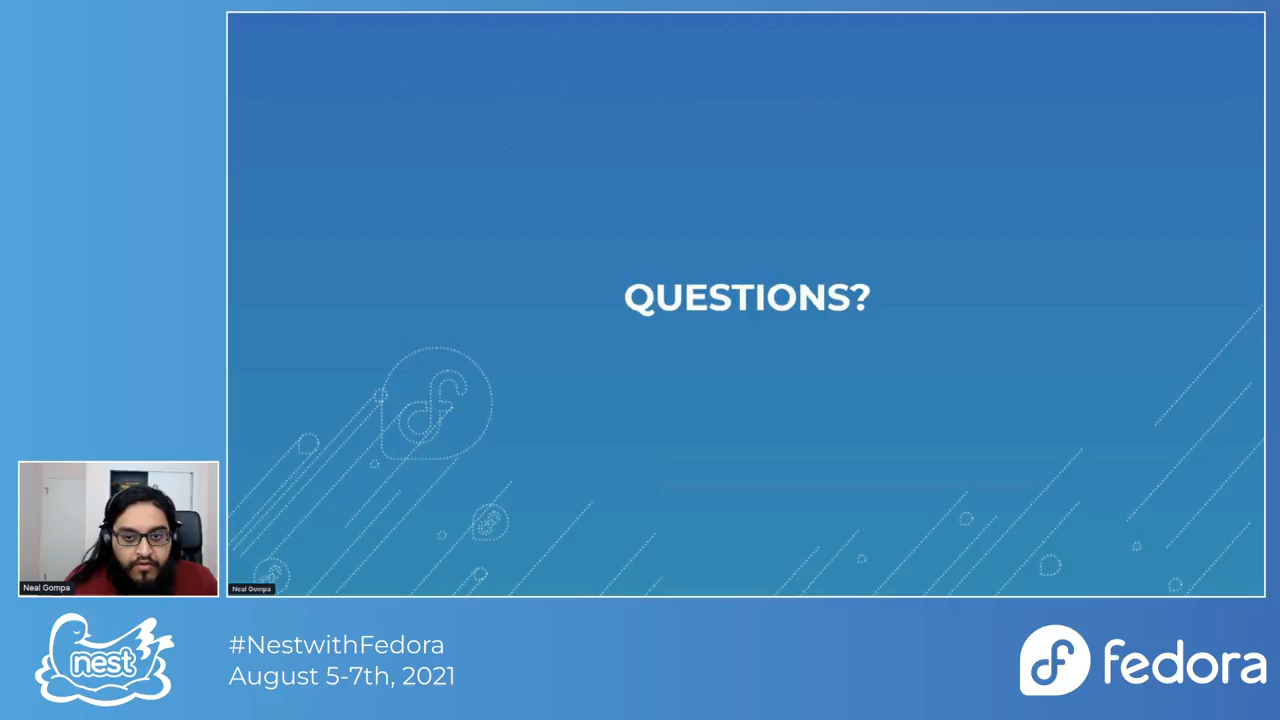 QUESTIONS?
Neal Gompa
Neal Gompa
nest
#NestwithFedora
August 5-7th, 2021
fedora